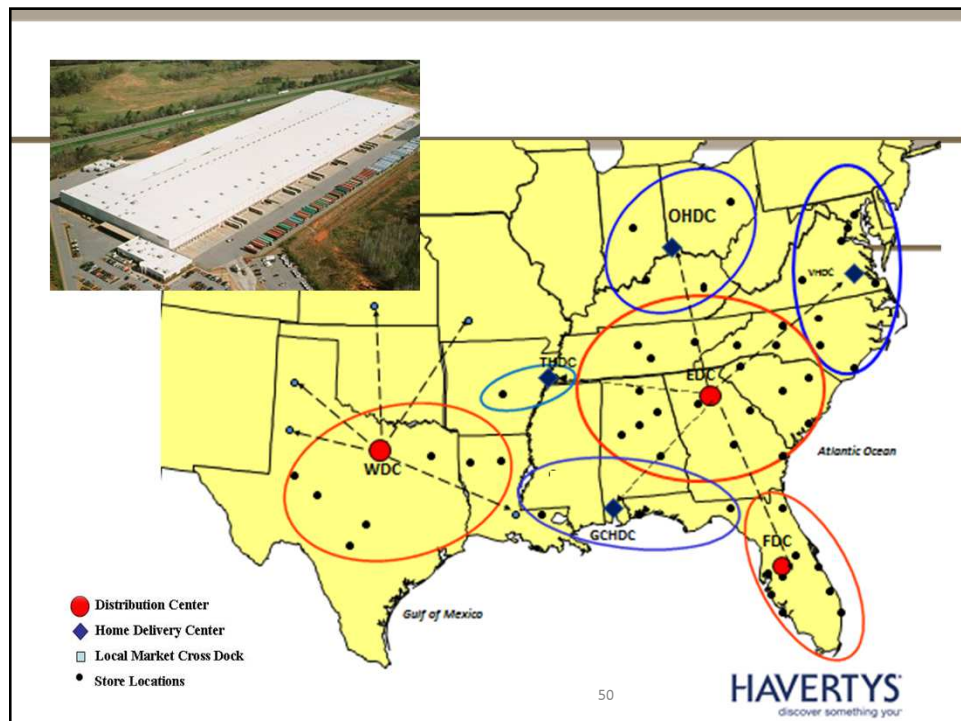 OHDC
VHDC
THDC
EDC
Atlantic Ocean
WDC
GCHDC
FDC
Distribution Center
Gulf of Mexico
Home Delivery Center
Local Market Cross Dock
Store Locations
50
HAVERTYS
discover something you